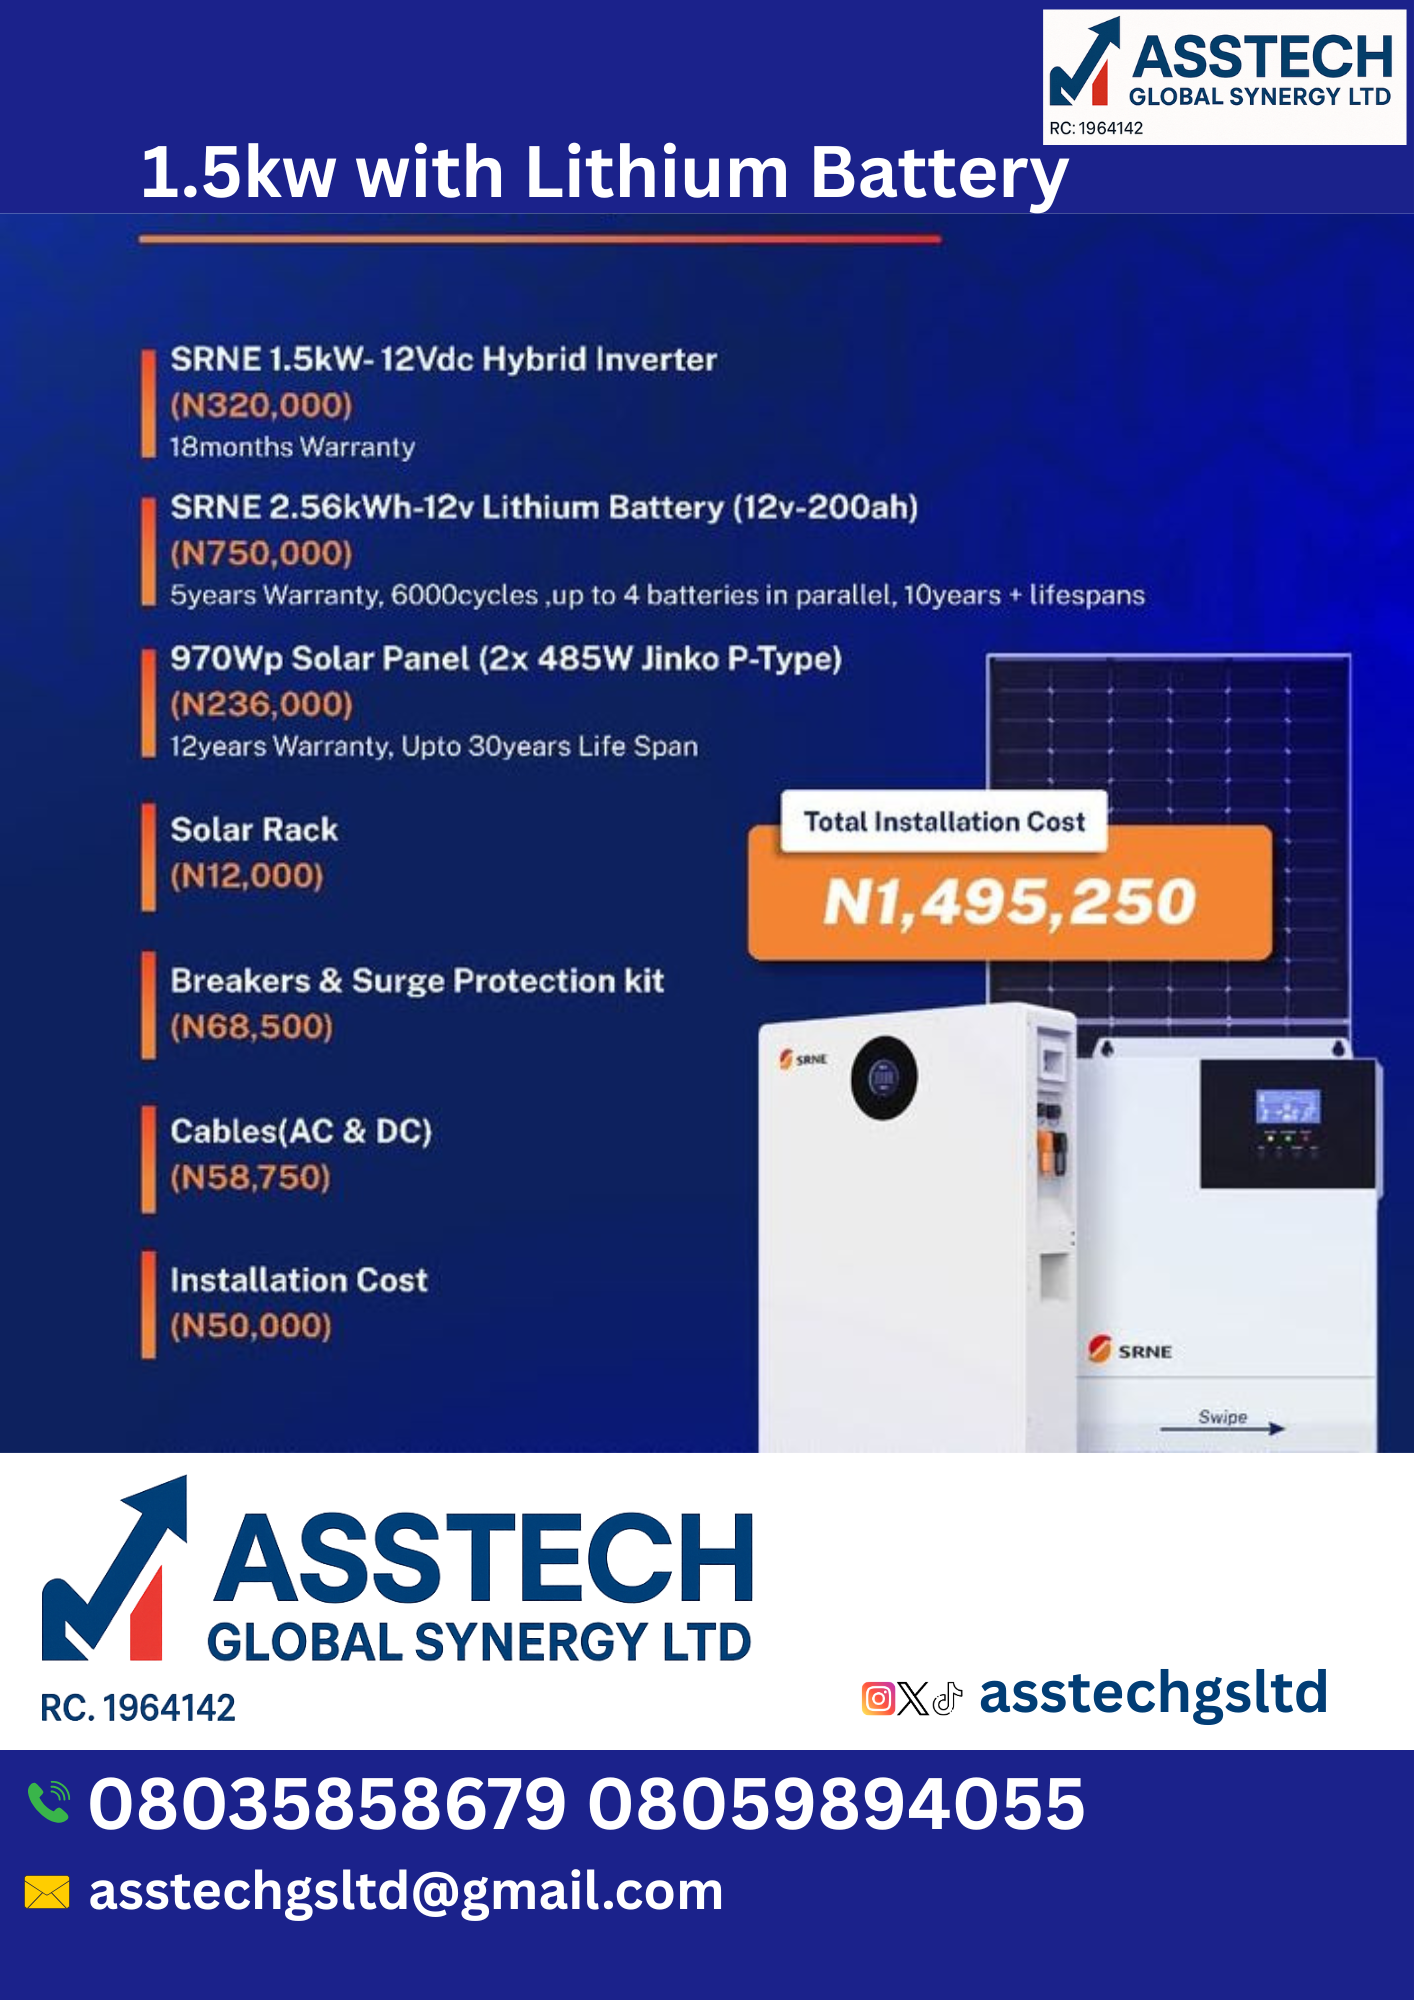 ASSTECH
GLOBAL SYNERGY LTD
RC: 1964142
1.5kw with Lithium Battery
SRNE 1.5kW- 12Vdc Hybrid Inverter
(N320,000)
18months Warranty
SRNE 2.56kWh-12v Lithium Battery (12v-200ah)
(N750,000)
5years Warranty, 6000cycles ,up to 4 batteries in parallel, 10years + lifespans
970Wp Solar Panel (2x 485W Jinko P-Type)
(N236,000)
12years Warranty, Upto 30years Life Span
Solar Rack
(N12,000)
Total Installation Cost
N1,495,250
Breakers & Surge Protection kit
(N68,500)
Cables(AC & DC)
(N58,750)
Installation Cost
(N50,000)
SRNE
SRNE
Swipe
ASSTECH
GLOBAL SYNERGY LTD
RC. 1964142
asstechgsltd
08035858679 08059894055
asstechgsltd@gmail.com